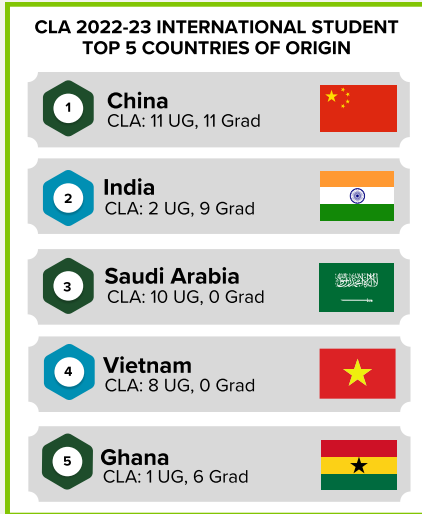 CLA 2022-23 INTERNATIONAL STUDENT
TOP 5 COUNTRIES OF ORIGIN
1
China
CLA: 11 UG, 11 Grad
2
India
CLA: 2 UG, 9 Grad
3
Saudi Arabia
CLA: 10 UG, 0 Grad
4
Vietnam
CLA: 8 UG, 0 Grad
5
Ghana
CLA: 1 UG, 6 Grad